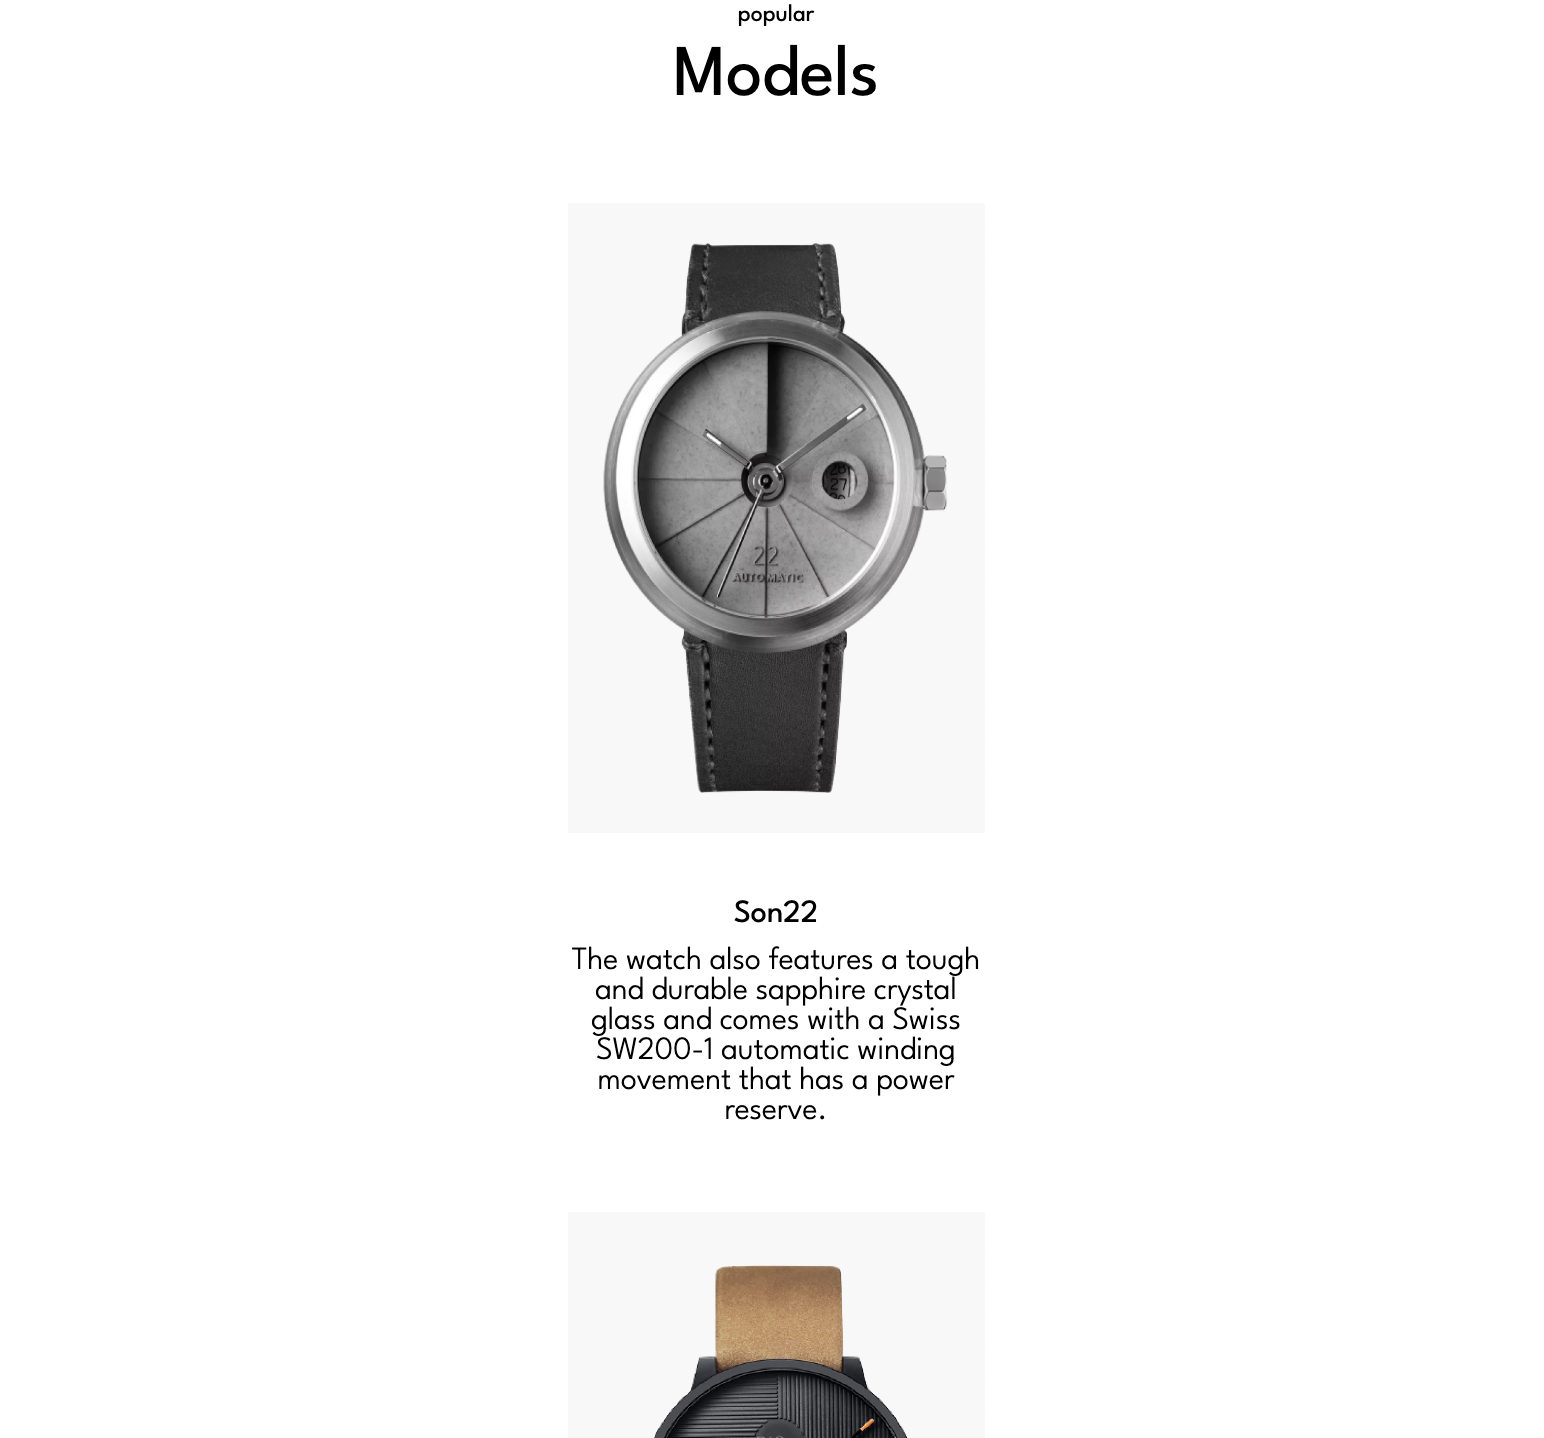 popular
Models
27
22
AUTOMATIC
Son22
The watch also features a tough
and durable sapphire crystal
glass and comes with a Swiss
SW200-1 automatic winding
movement that has a power
reserve.